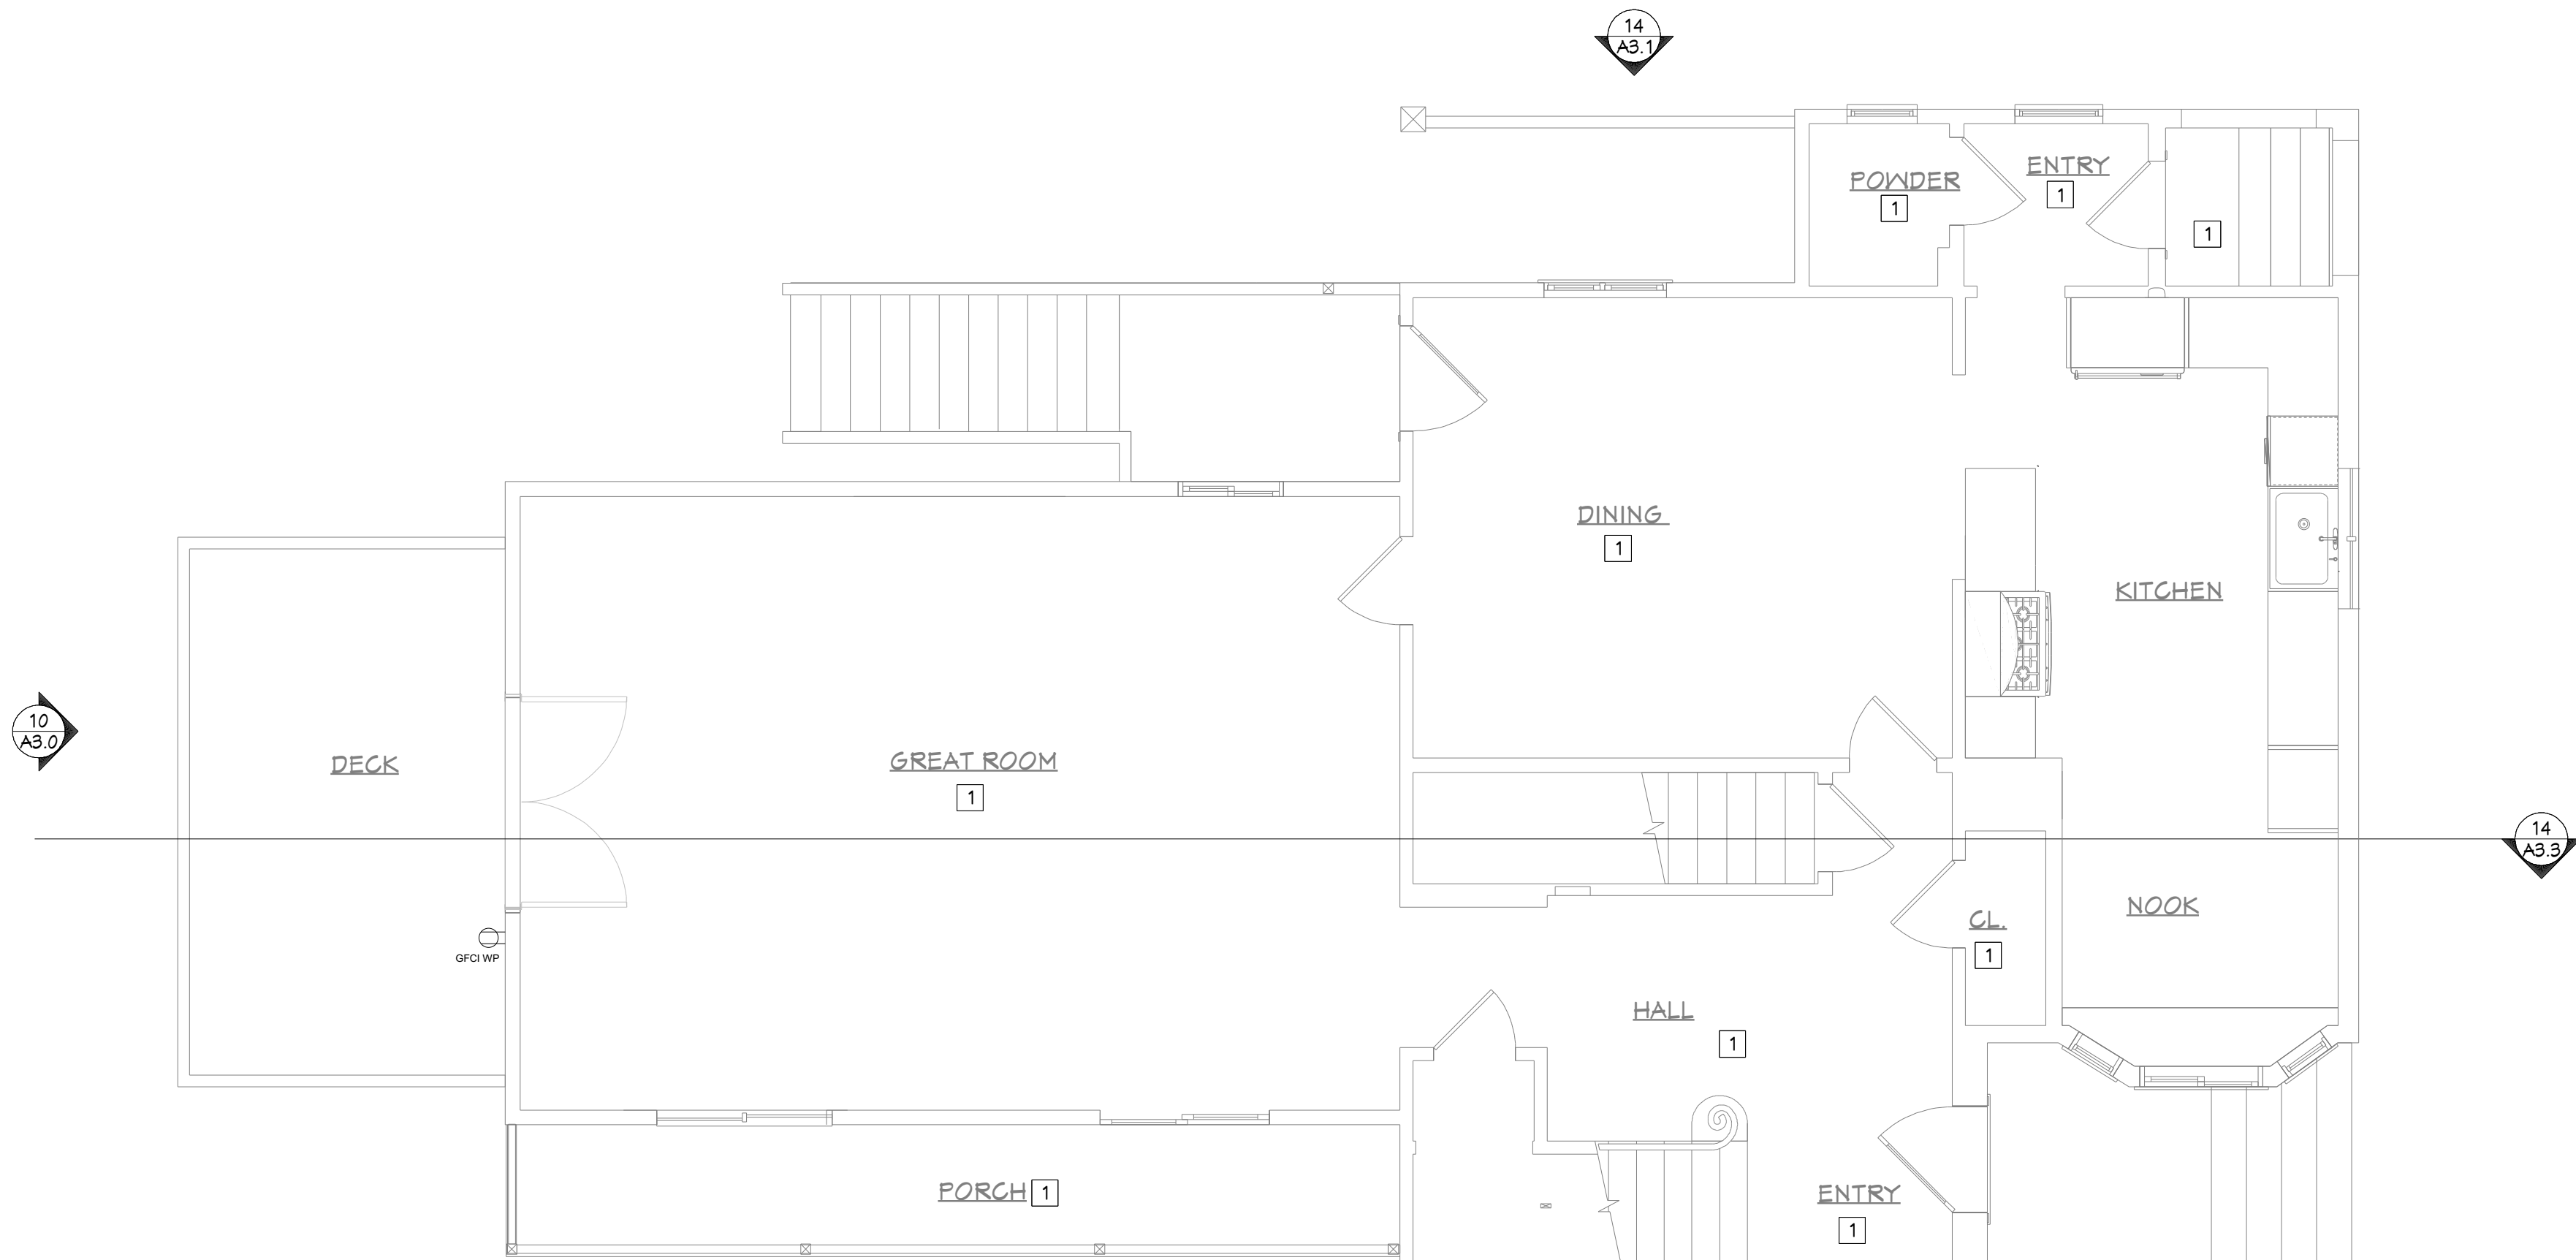 14
A3.1
POWDER
1
ENTRY
1
1
DINING
1
KITCHEN
10
A3.0
DECK
GREAT ROOM
1
14
A3.3
GFCI WP
CL.
1
NOOK
HALL
1
PORCH 1
ENTRY
1